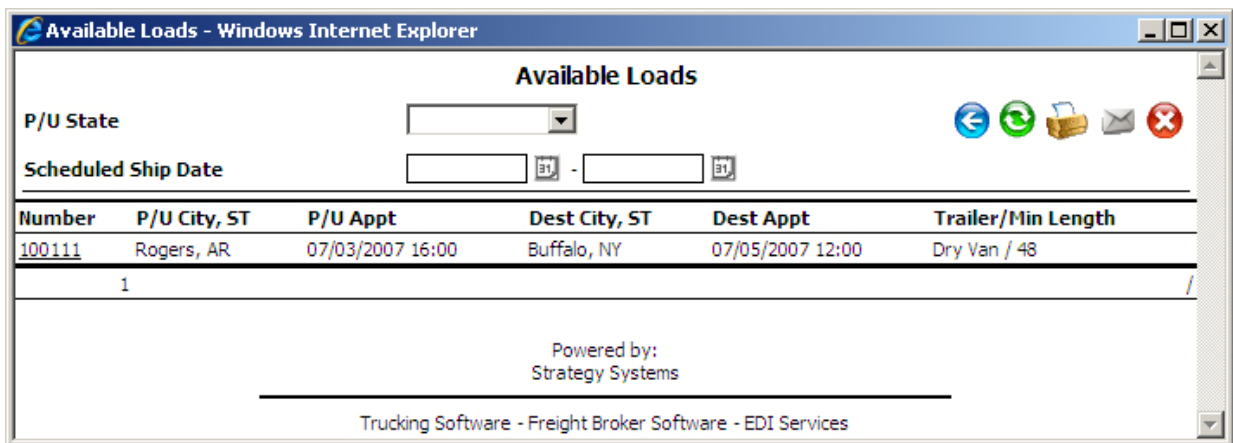 Available Loads - Windows Internet Explorer
Available Loads
P/U State
Scheduled Ship Date 31 - 31
Number P/U City, ST P/U Appt Dest City, ST Dest Appt Trailer/Min Length
100111 Rogers, AR 07/03/2007 16:00 Buffalo, NY 07/05/2007 12:00 Dry Van / 48
1 /
Powered by:
Strategy Systems
Trucking Software - Freight Broker Software - EDI Services